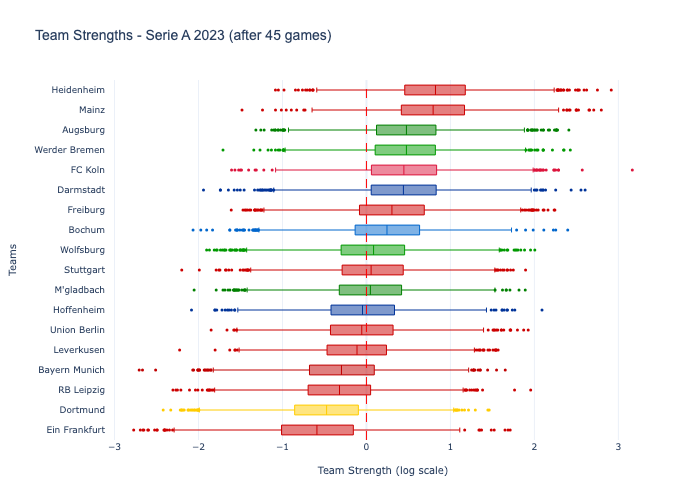 Team Strengths - Serie A 2023 (after 45 games)
Heidenheim
Mainz
Augsburg
Werder Bremen
FC Koln
Darmstadt
Freiburg
Bochum
Wolfsburg
Stuttgart
M'gladbach
Hoffenheim
Union Berlin
Leverkusen
Bayern Munich
RB Leipzig
Dortmund
Ein Frankfurt
Teams
−3 −2 −1 0 1 2 3
Team Strength (log scale)